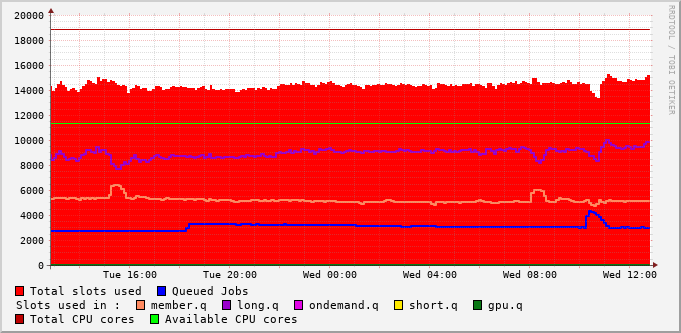 20000
18000
16000
14000
12000
10000
8000
6000
4000
2000
0
Tue 16:00 Tue 20:00 Wed 00:00 Wed 04:00 Wed 08:00 Wed 12:00
Total slots used Queued Jobs
Slots used in : member.q long.q ondemand.q short.q gpu.q
Total CPU cores Available CPU cores
RRDTOOL / TOBI OETIKER